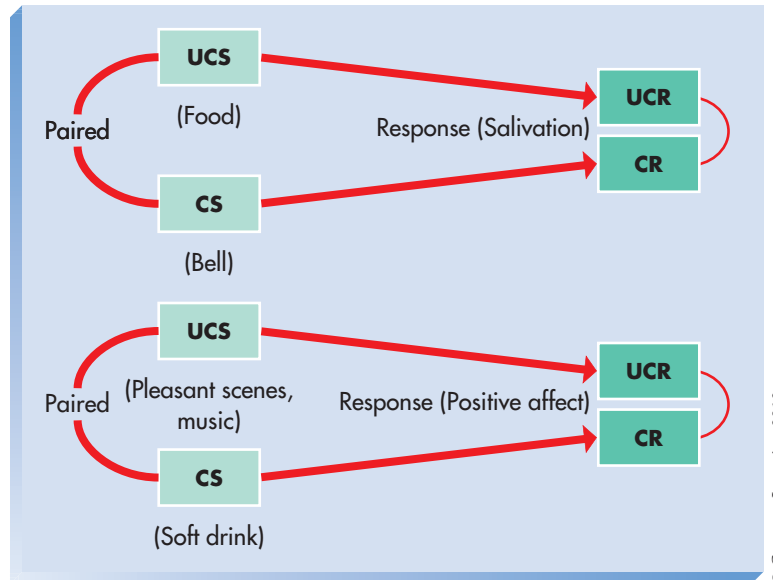 UCS
(Food)
Paired
Response (Salivation)
UCR
CR
CS
(Bell)
UCS
(Pleasant scenes,
music)
Paired
Response (Positive affect)
UCR
CR
CS
(Soft drink)